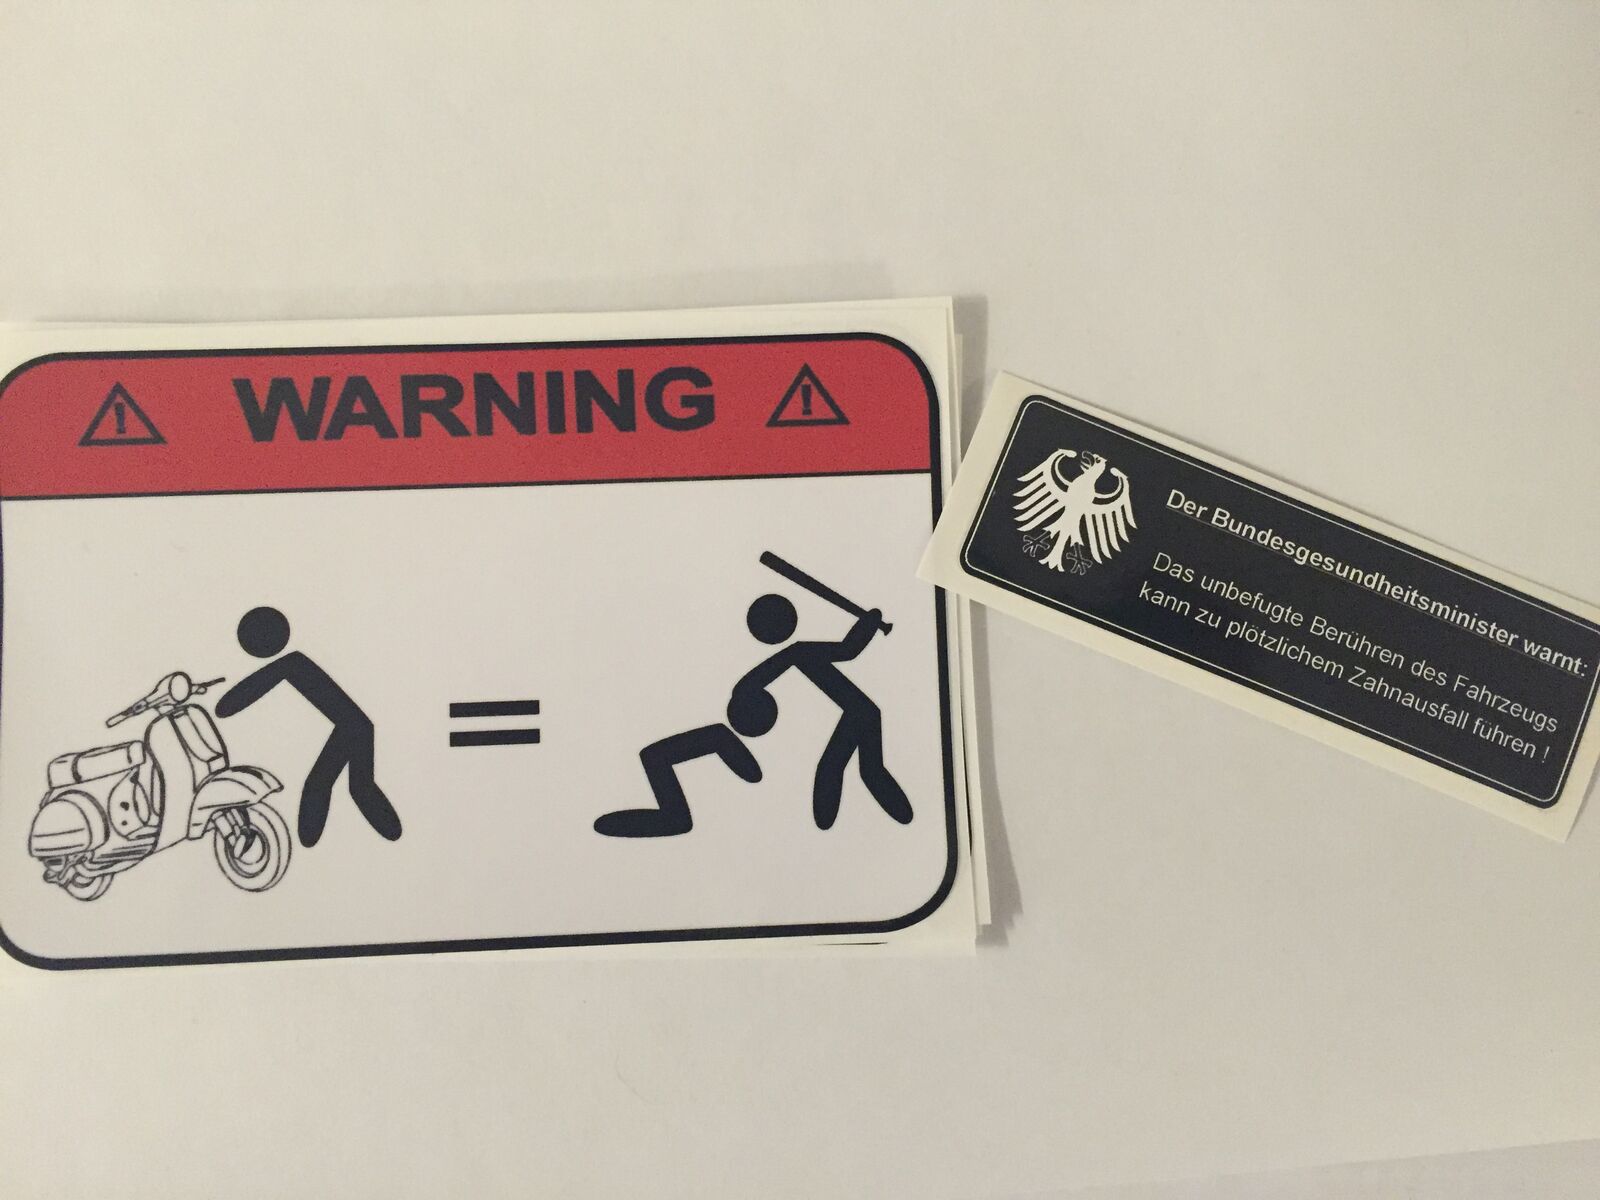 WARNING
=
Der Bundesgesundheitsminister warnt:
Das unbefugte Berühren des Fahrzeugs
kann zu plötzlichem Zahnausfall führen !